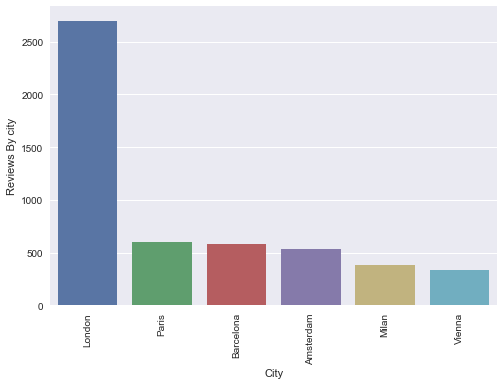 2500
2000
1500
1000
500
0
Reviews By city
London
Paris
Barcelona
Amsterdam
Milan
Vienna
City